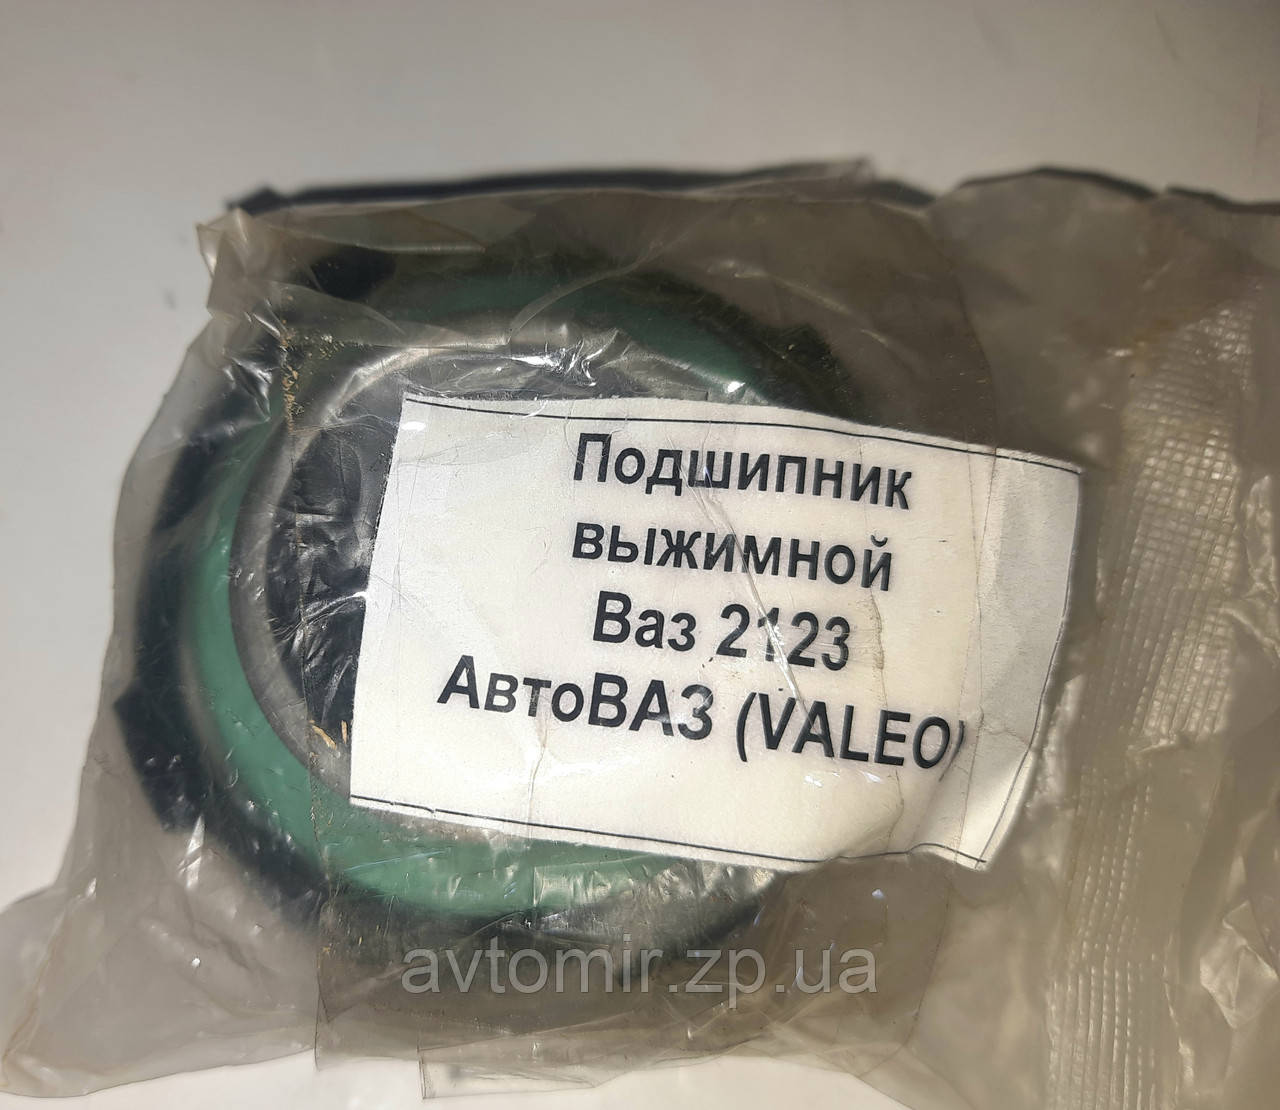 Подшипник
выжимной
Ваз 2123
АвтоВАЗ (VALEO)
avtomir.zp.ua